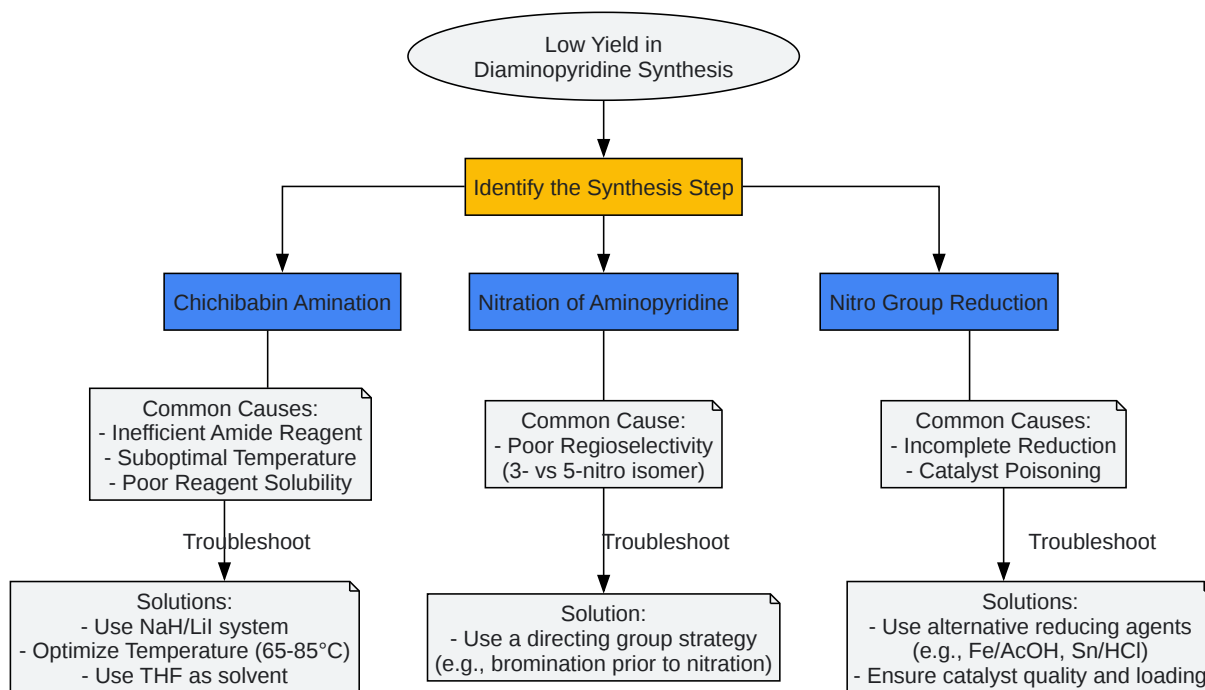 Low Yield in
Diaminopyridine Synthesis
Identify the Synthesis Step
Chichibabin Amination
Nitration of Aminopyridine
Nitro Group Reduction
Common Causes:
- Inefficient Amide Reagent
- Suboptimal Temperature
- Poor Reagent Solubility
Common Cause:
- Poor Regioselectivity
(3- vs 5-nitro isomer)
Common Causes:
- Incomplete Reduction
- Catalyst Poisoning
Troubleshoot
Troubleshoot
Troubleshoot
Solutions:
- Use NaH/LiI system
- Optimize Temperature (65-85°C)
- Use THF as solvent
Solution:
- Use a directing group strategy
(e.g., bromination prior to nitration)
Solutions:
- Use alternative reducing agents
(e.g., Fe/AcOH, Sn/HCl)
- Ensure catalyst quality and loading